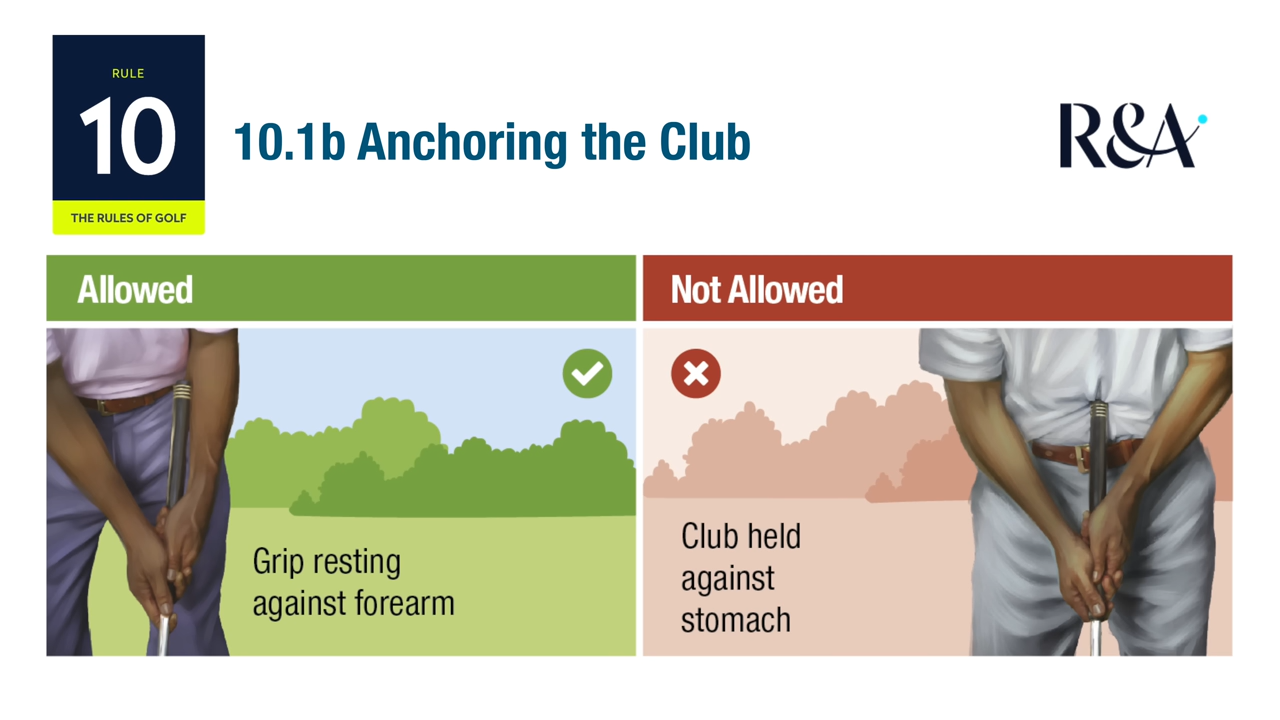 RULE
10
THE RULES OF GOLF
10.1b Anchoring the Club
R&A
Allowed
Not Allowed
Grip resting
against forearm
Club held
against
stomach